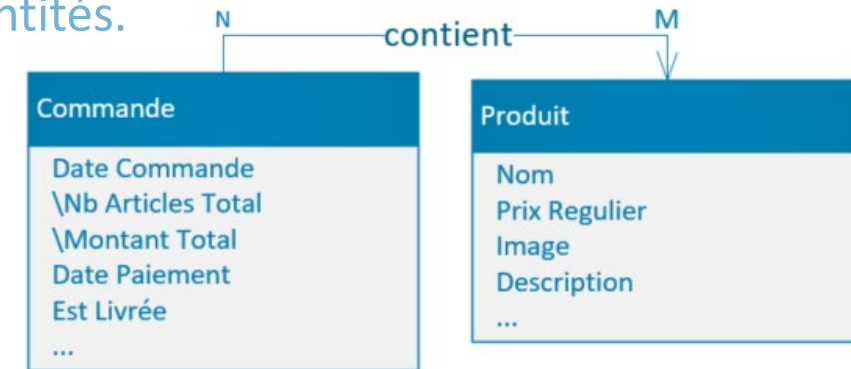 ntités.
N
contient
M
Commande
Date Commande
\Nb Articles Total
\Montant Total
Date Paiement
Est Livrée
...
Produit
Nom
Prix Regulier
Image
Description
...